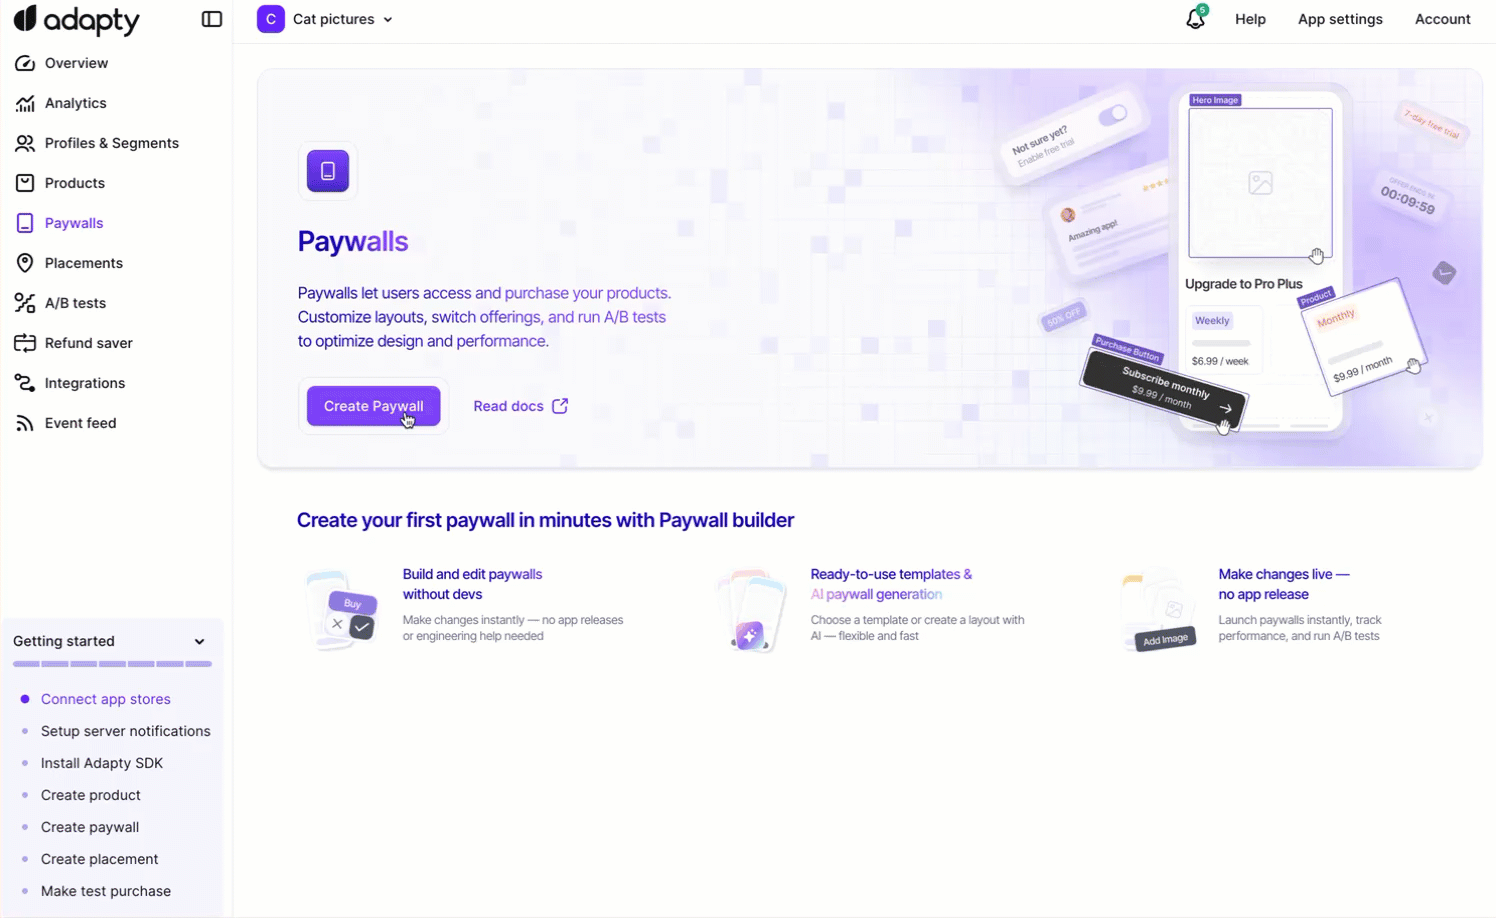 adapty
C Cat pictures
5
Help
App settings
Account
Overview
Analytics
Profiles & Segments
Products
Paywalls
Placements
A/B tests
Refund saver
Integrations
Event feed
Paywalls
Paywalls let users access and purchase your products.
Customize layouts, switch offerings, and run A/B tests
to optimize design and performance.
Create Paywall
Read docs
Not sure yet?
Enable free trial
Amazing app!
50% OFF
Hero Image
Upgrade to Pro Plus
Weekly
$6.99 / week
Purchase Button
Subscribe monthly
$9.99 / month
Product
Monthly
$9.99 / month
7-day free trial
OFFER ENDS IN
00:09:59
Create your first paywall in minutes with Paywall builder
Buy
Build and edit paywalls
without devs
Make changes instantly — no app releases
or engineering help needed
Ready-to-use templates &
AI paywall generation
Choose a template or create a layout with
AI — flexible and fast
Add Image
Make changes live —
no app release
Launch paywalls instantly, track
performance, and run A/B tests
Getting started
Connect app stores
Setup server notifications
Install Adapty SDK
Create product
Create paywall
Create placement
Make test purchase